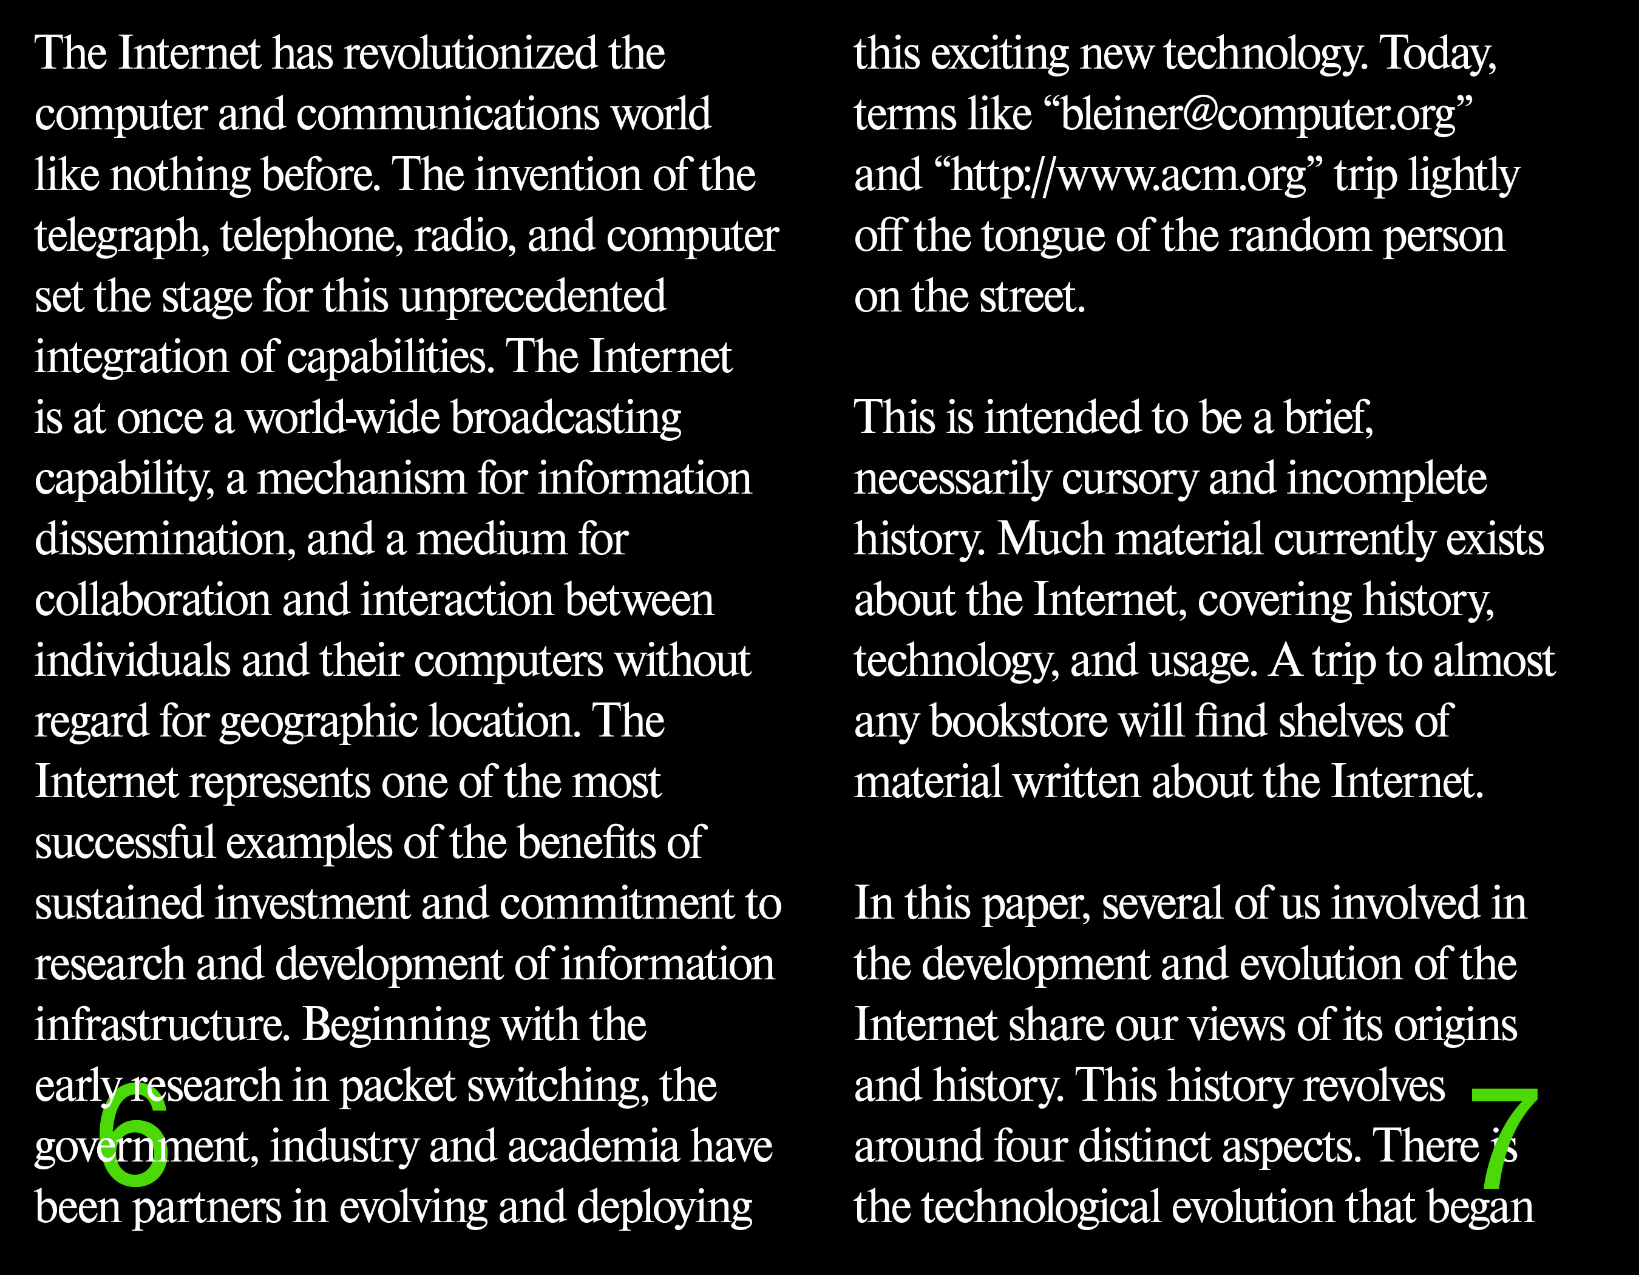 The Internet has revolutionized the
computer and communications world
like nothing before. The invention of the
telegraph, telephone, radio, and computer
set the stage for this unprecedented
integration of capabilities. The Internet
is at once a world-wide broadcasting
capability, a mechanism for information
dissemination, and a medium for
collaboration and interaction between
individuals and their computers without
regard for geographic location. The
Internet represents one of the most
successful examples of the benefits of
sustained investment and commitment to
research and development of information
infrastructure. Beginning with the
early research in packet switching, the
government, industry and academia have
been partners in evolving and deploying
6
this exciting new technology. Today,
terms like “bleiner@computer.org”
and “http://www.acm.org” trip lightly
off the tongue of the random person
on the street.
This is intended to be a brief,
necessarily cursory and incomplete
history. Much material currently exists
about the Internet, covering history,
technology, and usage. A trip to almost
any bookstore will find shelves of
material written about the Internet.
In this paper, several of us involved in
the development and evolution of the
Internet share our views of its origins
and history. This history revolves
around four distinct aspects. There is
the technological evolution that began
7